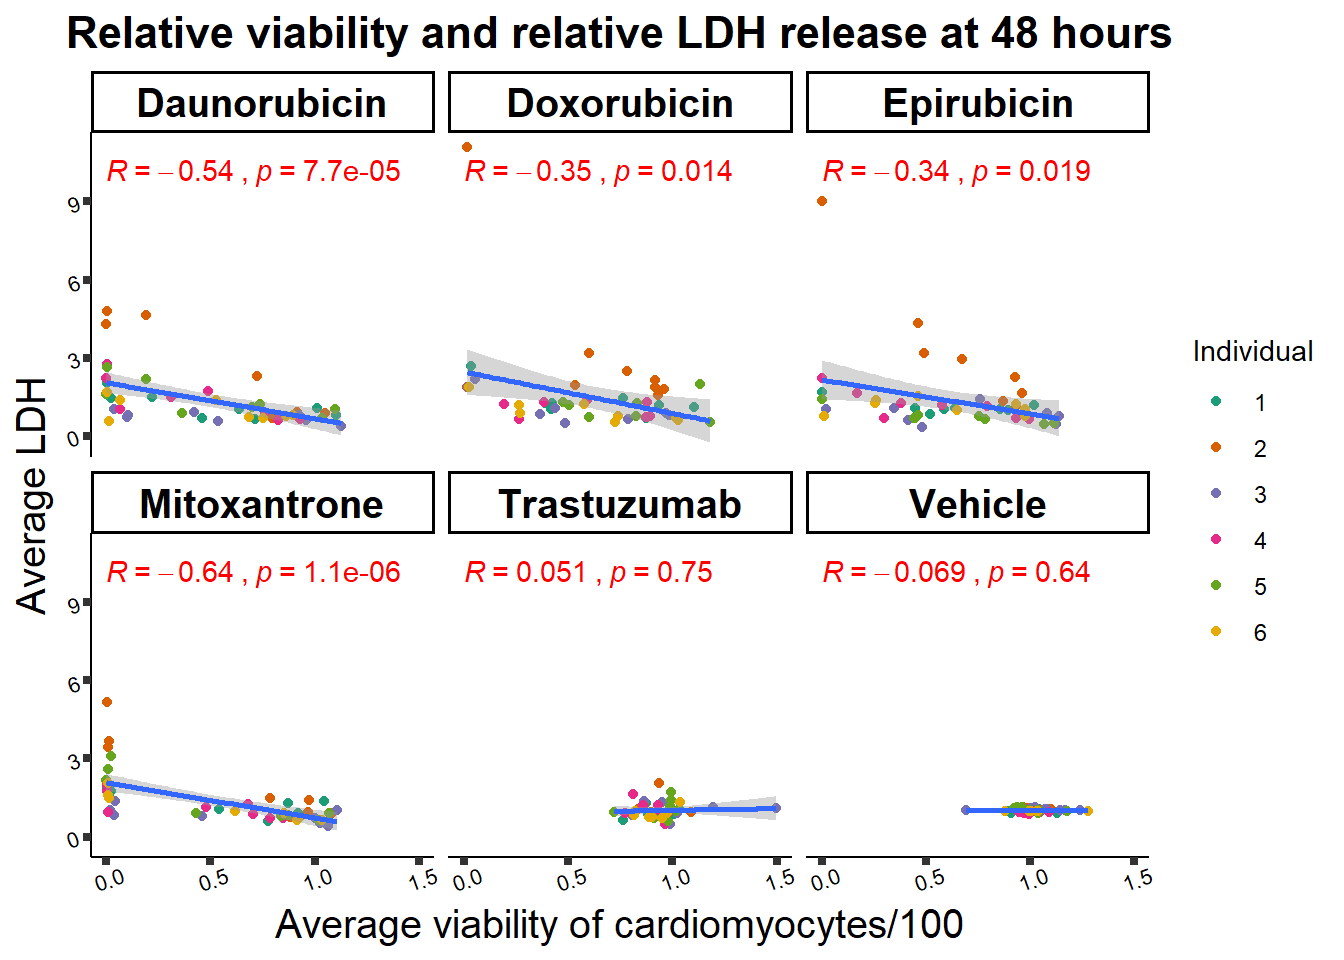 Relative viability and relative LDH release at 48 hours
Daunorubicin
Doxorubicin
Epirubicin
R = −0.54 , p = 7.7e-05
R = −0.35 , p = 0.014
R = −0.34 , p = 0.019
9
6
3
0
Mitoxantrone
Trastuzumab
Vehicle
R = −0.64 , p = 1.1e-06
R = 0.051 , p = 0.75
R = −0.069 , p = 0.64
9
6
3
0
0.0 0.5 1.0 1.5
0.0 0.5 1.0 1.5
0.0 0.5 1.0 1.5
Average LDH
Average viability of cardiomyocytes/100
Individual
1
2
3
4
5
6